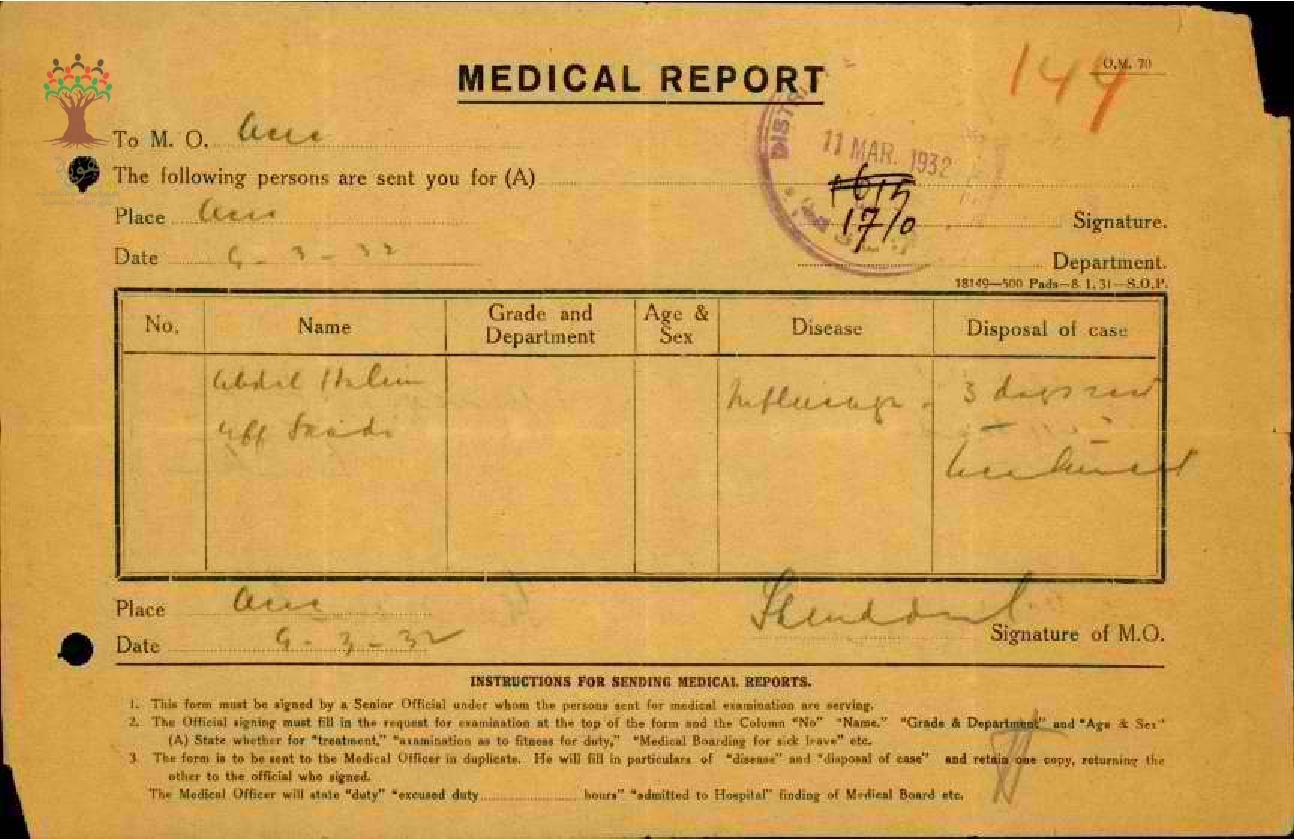 O.M. 70
149
MEDICAL REPORT
To M. O.
11 MAR. 1932
The following persons are sent you for (A)
1615
1710
Place
Signature.
Date 9 - 3 - 32
Department.
18149—500 Pads—8.1.31—S.O.P.
No. Name Grade and Department Age & Sex Disease Disposal of case
Abdel Halim Influenza. 3 days rest
Eff
treatment
Place
Date 9 - 3 - 32
Signature of M.O.
INSTRUCTIONS FOR SENDING MEDICAL REPORTS.
1. This form must be signed by a Senior Official under whom the persons sent for medical examination are serving.
2. The Official signing must fill in the request for examination at the top of the form and the Column "No" "Name." "Grade & Department" and "Age & Sex"
(A) State whether for "treatment," "examination as to fitness for duty," "Medical Boarding for sick leave" etc.
3 The form is to be sent to the Medical Officer in duplicate. He will fill in particulars of "disease" and "disposal of case" and retain one copy, returning the
other to the official who signed.
The Medical Officer will state "duty" "excused duty.................... hours" "admitted to Hospital" finding of Medical Board etc.